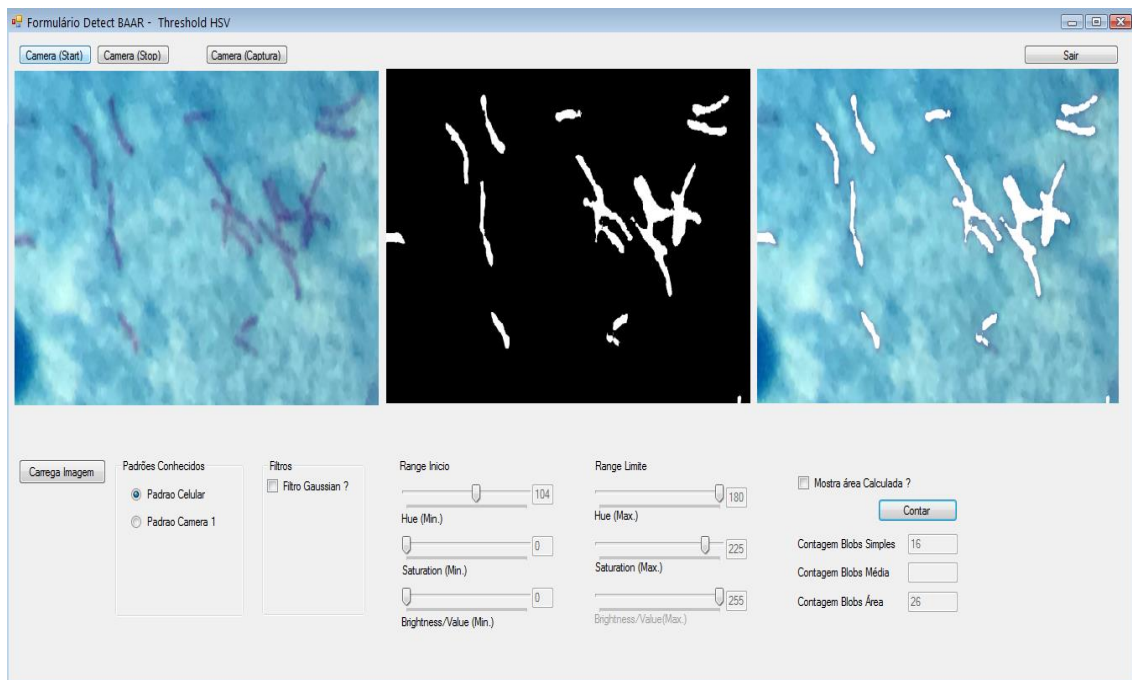 Formulário Detect BAAR - Threshold HSV
Camera (Start) Camera (Stop) Camera (Captura) Sair
Carrega Imagem
Padrões Conhecidos
Padrao Celular
Padrao Camera 1
Filtros
Filtro Gaussian ?
Range Inicio
104
Hue (Min.)
0
Saturation (Min.)
0
Brightness/Value (Min.)
Range Limite
180
Hue (Max.)
225
Saturation (Max.)
255
Brightness/Value(Max.)
Mostra área Calculada ?
Contar
Contagem Blobs Simples 16
Contagem Blobs Média
Contagem Blobs Área 26